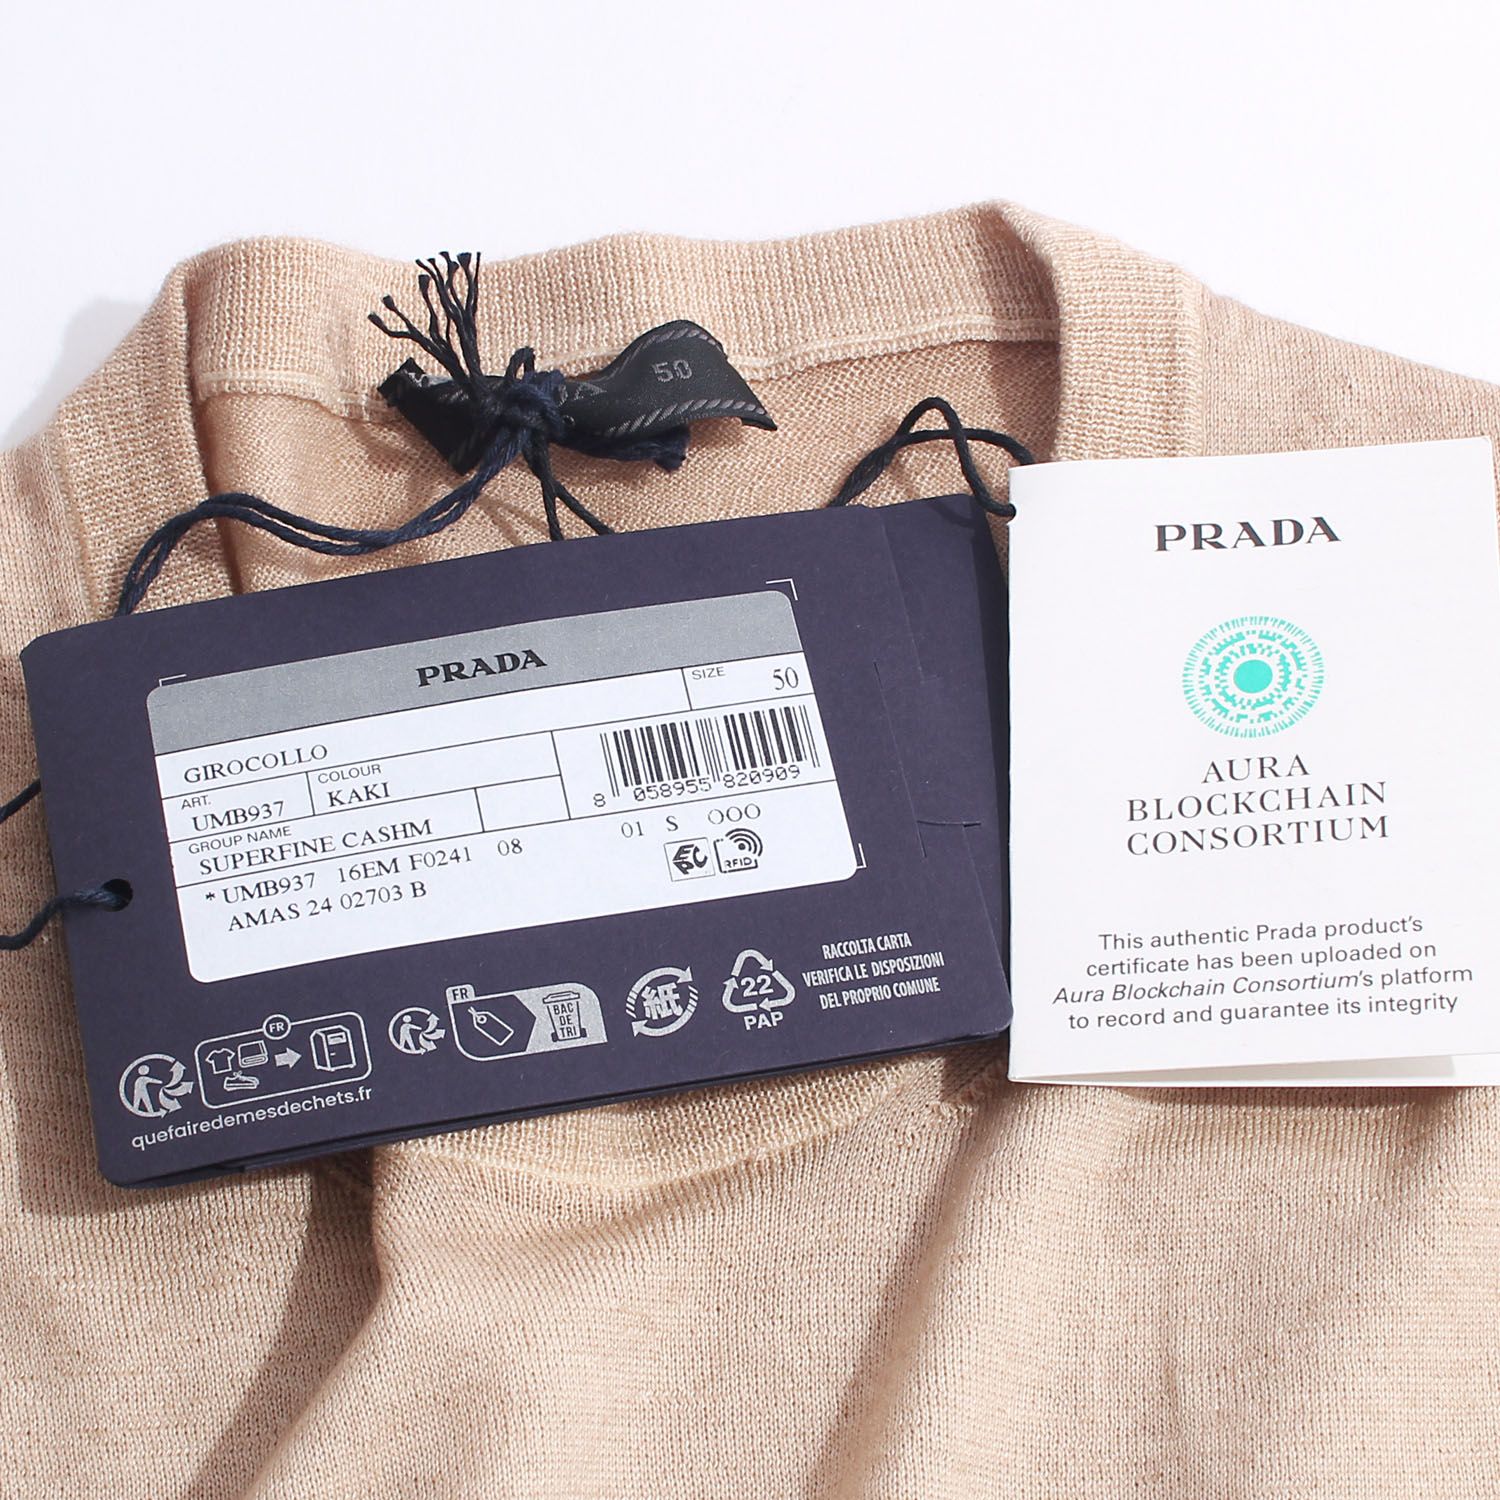 50
PRADA
SIZE 50
GIROCOLLO
ART. UMB937
COLOUR KAKI
8 058955 820909
GROUP NAME
SUPERFINE CASHM
01 S OOO
* UMB937 16EM F0241 08
AMAS 24 02703 B
EPC
RFID
RACCOLTA CARTA
VERIFICA LE DISPOSIZIONI
DEL PROPRIO COMUNE
FR
FR
BAC
DE
TRI
紙
22
PAP
quefairedemesdechets.fr
PRADA
AURA
BLOCKCHAIN
CONSORTIUM
This authentic Prada product's
certificate has been uploaded on
Aura Blockchain Consortium's platform
to record and guarantee its integrity